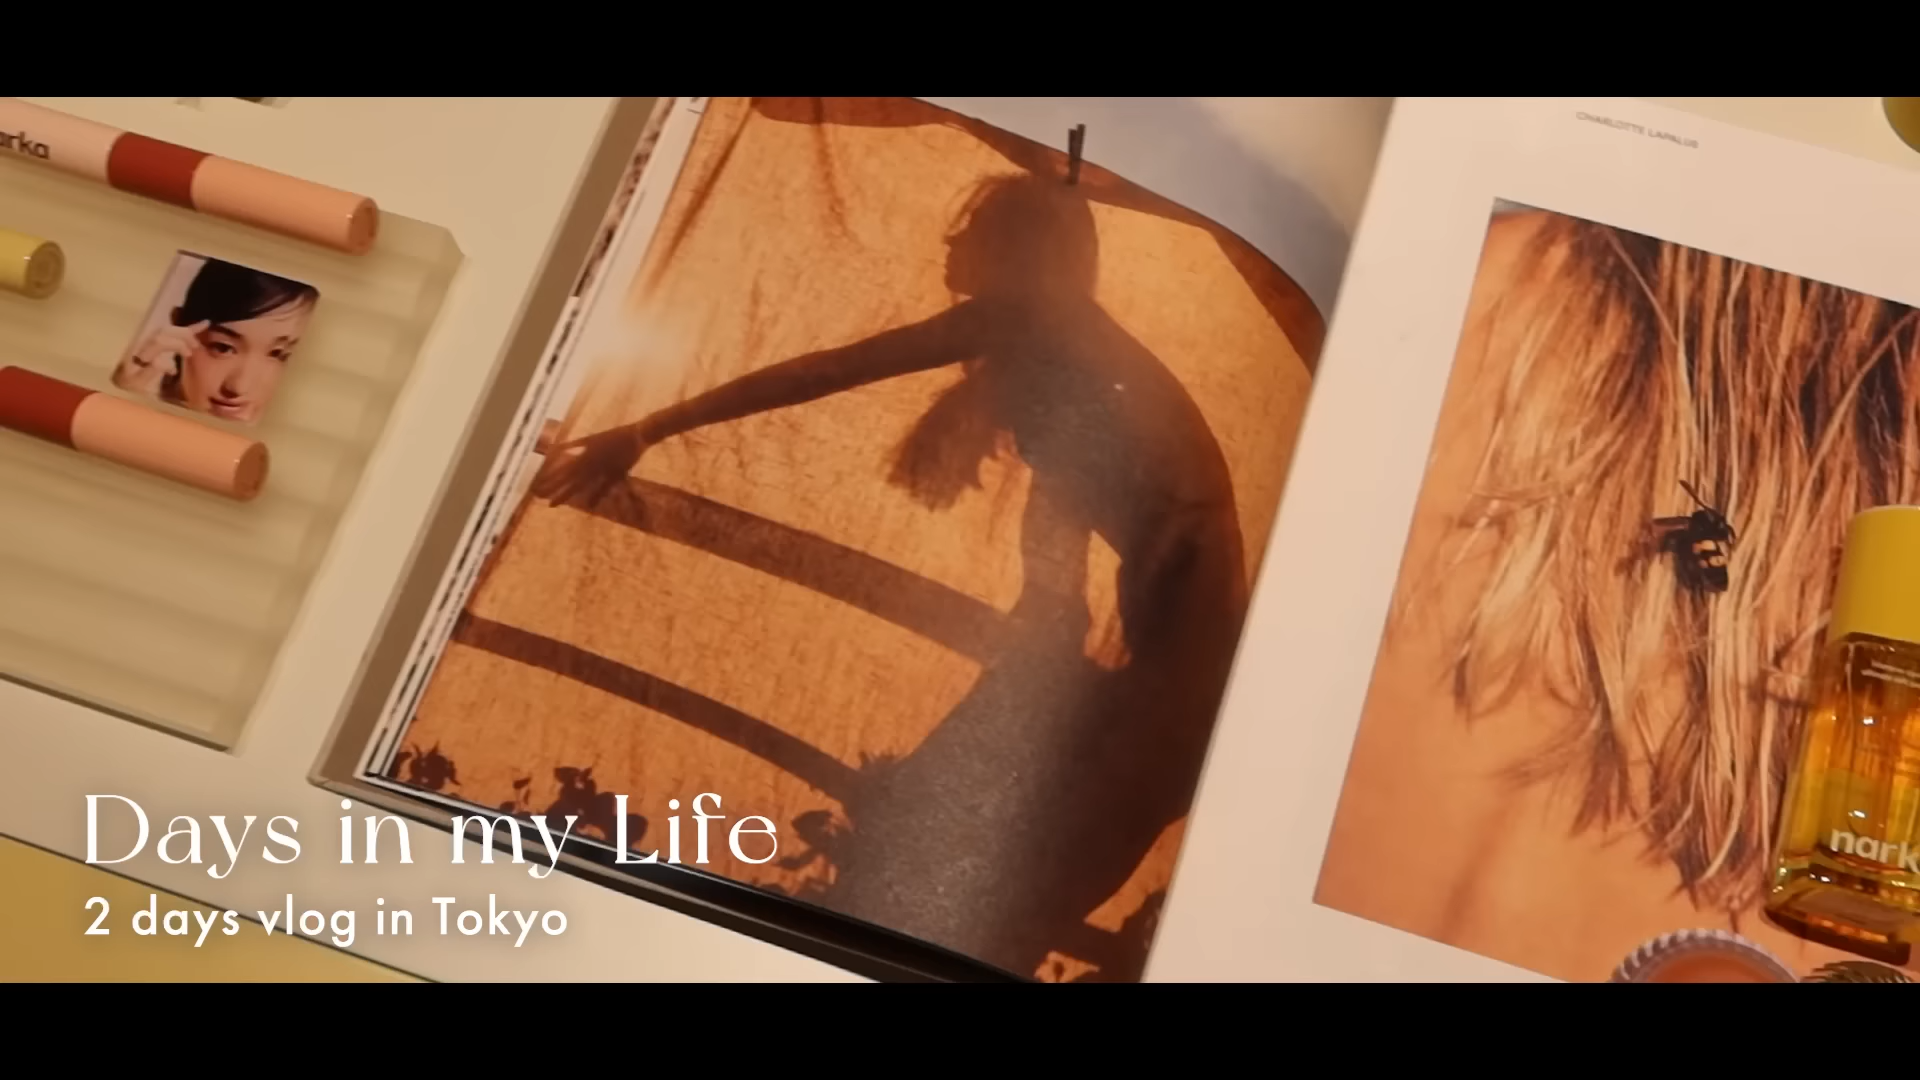 arka
CHARLOTTE LAPALUS
nark
Days in my Life
2 days vlog in Tokyo